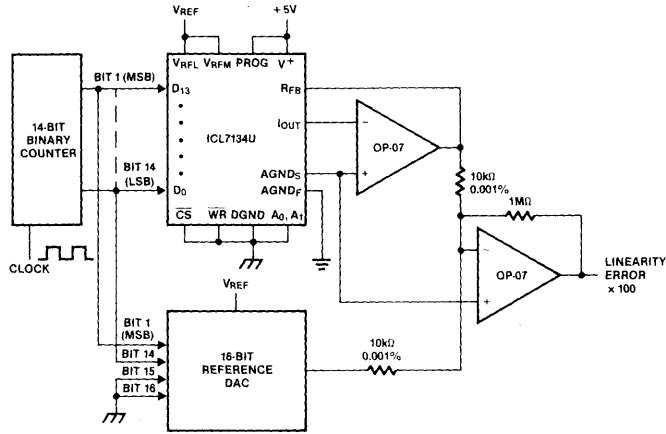 VREF
+5V
VRFL VRFM PROG V+
BIT 1 (MSB)
D13
RFB
14-BIT
BINARY
COUNTER
ICL7134U
IOUT
−
OP-07
+
BIT 14
(LSB)
D0
AGNDS
AGNDF
10kΩ
0.001%
1MΩ
CS WR DGND A0, A1
CLOCK
−
OP-07
+
LINEARITY
ERROR
x 100
VREF
BIT 1
(MSB)
BIT 14
BIT 15
BIT 16
16-BIT
REFERENCE
DAC
10kΩ
0.001%